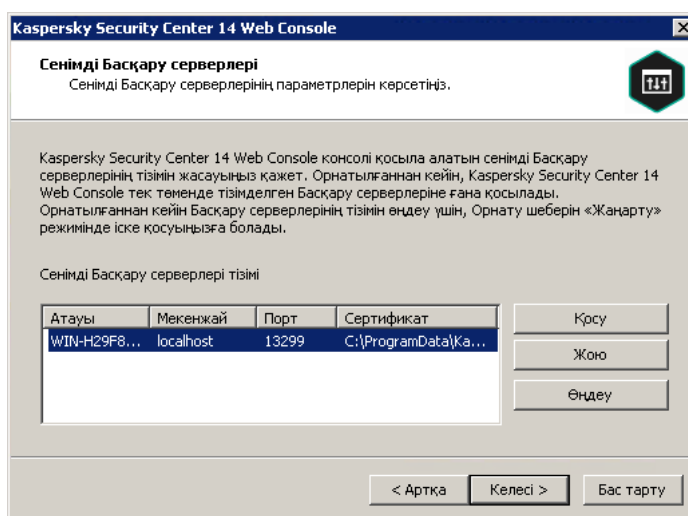 Kaspersky Security Center 14 Web Console
Сенімді Басқару серверлері
Сенімді Басқару серверлерінің параметрлерін көрсетіңіз.
Kaspersky Security Center 14 Web Console консолі қосыла алатын сенімді Басқару
серверлерінің тізімін жасауыңыз қажет. Орнатылғаннан кейін, Kaspersky Security Center 14
Web Console тек төменде тізімделген Басқару серверлеріне ғана қосылады.
Орнатылғаннан кейін Басқару серверлерінің тізімін өңдеу үшін, Орнату шеберін «Жаңарту»
режимінде іске қосуыңызға болады.
Сенімді Басқару серверлері тізімі
Атауы Мекенжай Порт Сертификат
WIN-H29F8... localhost 13299 C:\ProgramData\Ka...
Қосу
Жою
Өңдеу
< Артқа Келесі > Бас тарту